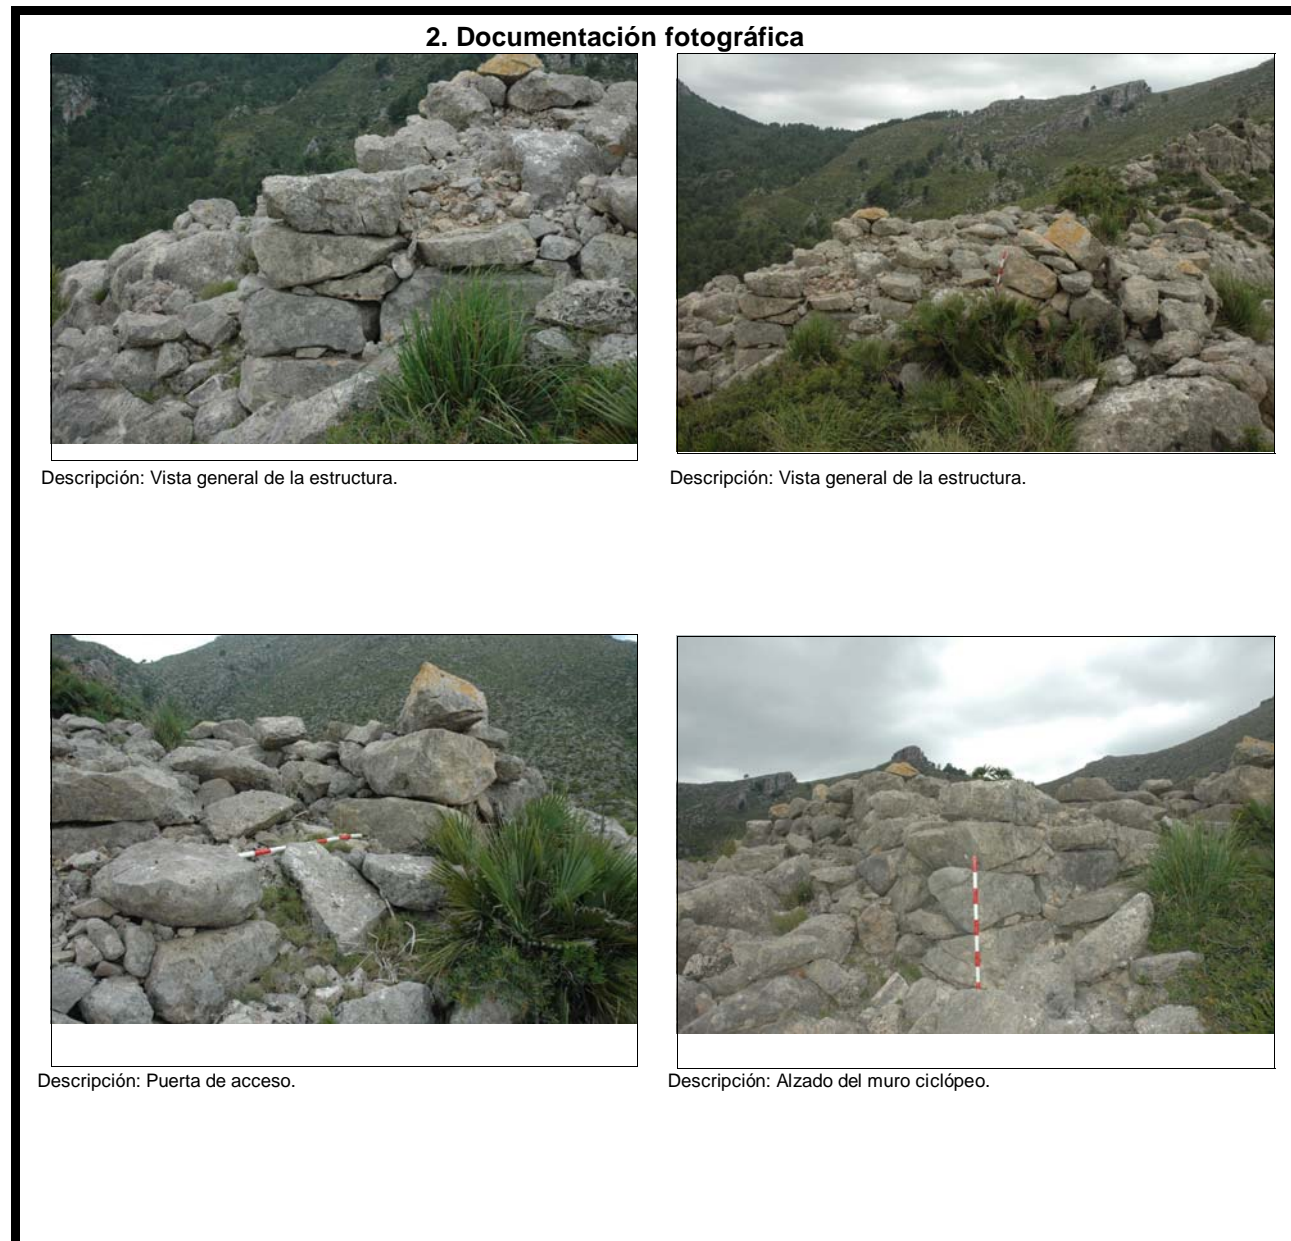 2. Documentación fotográfica
Descripción: Vista general de la estructura.
Descripción: Vista general de la estructura.
Descripción: Puerta de acceso.
Descripción: Alzado del muro ciclópeo.